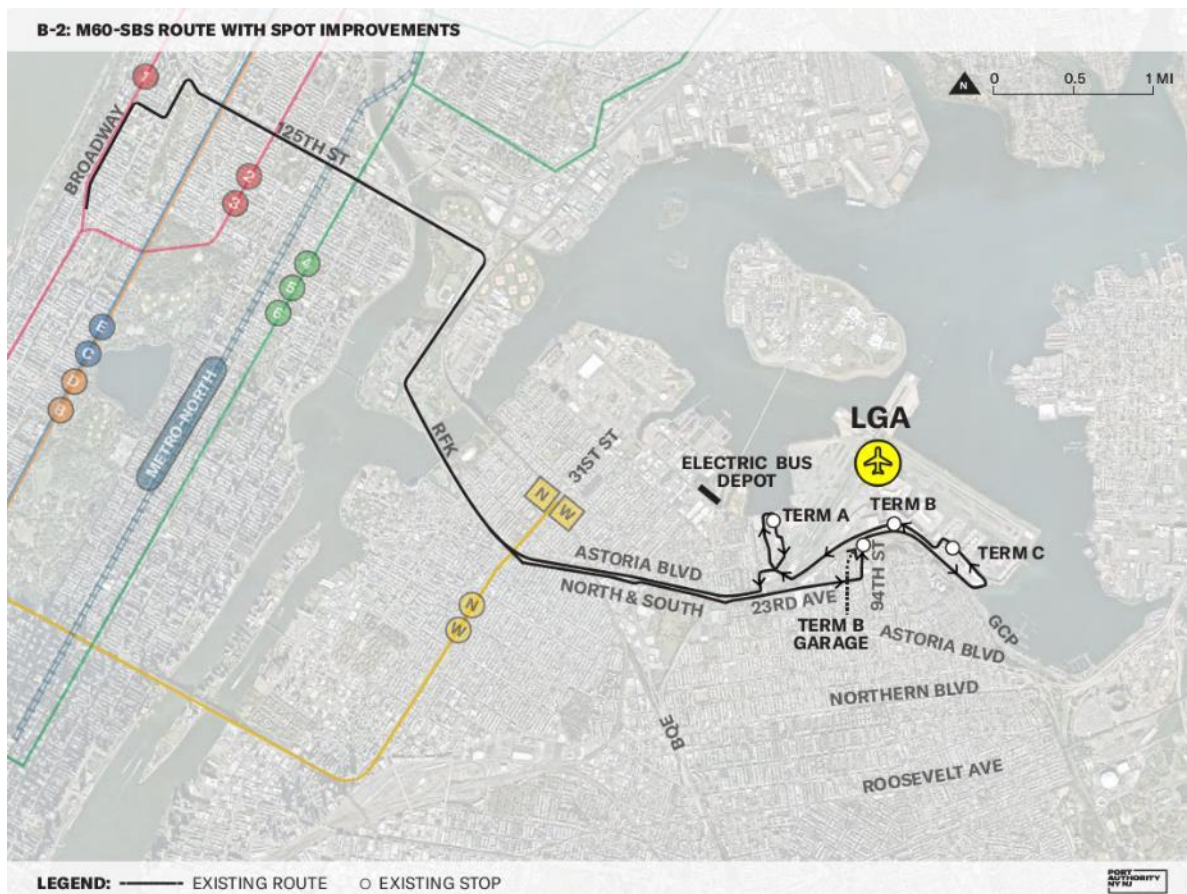 B-2: M60-SBS ROUTE WITH SPOT IMPROVEMENTS
N
0 0.5 1 MI
1
BROADWAY
125TH ST
2
3
4
5
6
E
C
D
B
METRO-NORTH
RFK
31ST ST
N
W
N
W
ELECTRIC BUS
DEPOT
LGA
TERM A
TERM B
TERM C
ASTORIA BLVD
NORTH & SOUTH
23RD AVE
94TH ST
TERM B
GARAGE
GCP
ASTORIA BLVD
NORTHERN BLVD
BQE
ROOSEVELT AVE
LEGEND: EXISTING ROUTE EXISTING STOP
PORT
AUTHORITY
NY NJ